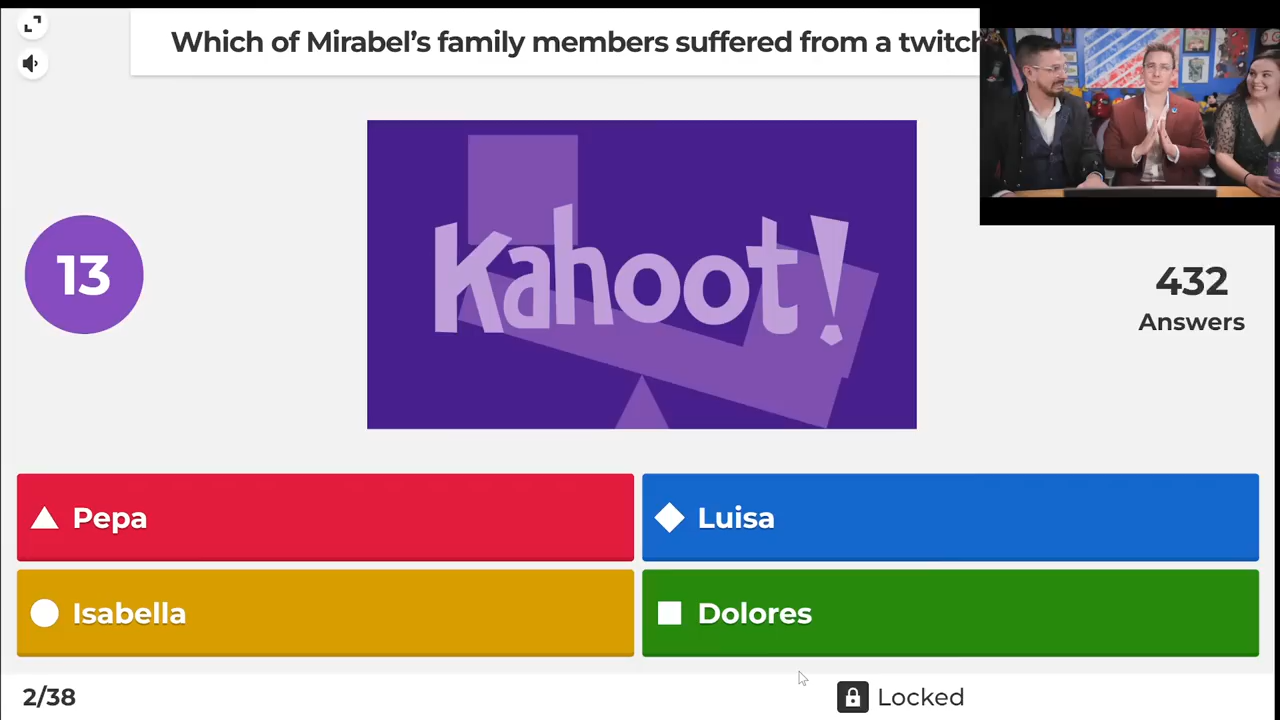 Which of Mirabel's family members suffered from a twitch
13
Kahoot!
432
Answers
Pepa
Luisa
Isabella
Dolores
2/38
Locked